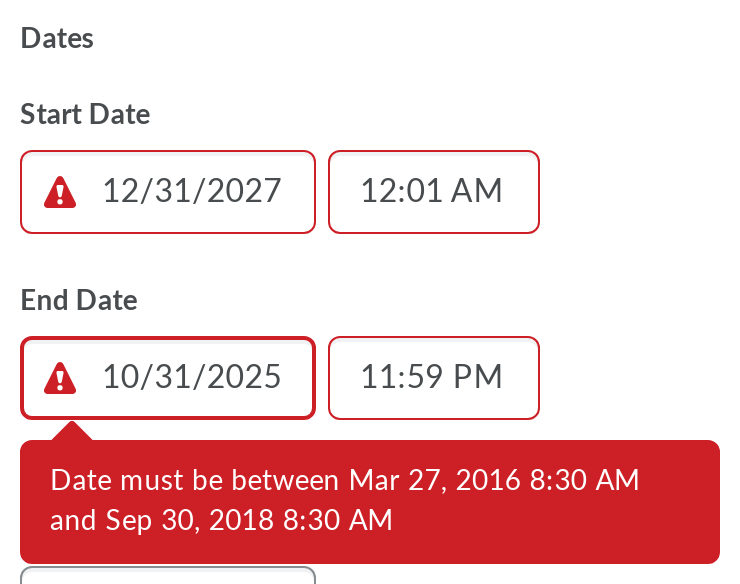 Dates
Start Date
12/31/2027 12:01 AM
End Date
10/31/2025 11:59 PM
Date must be between Mar 27, 2016 8:30 AM
and Sep 30, 2018 8:30 AM